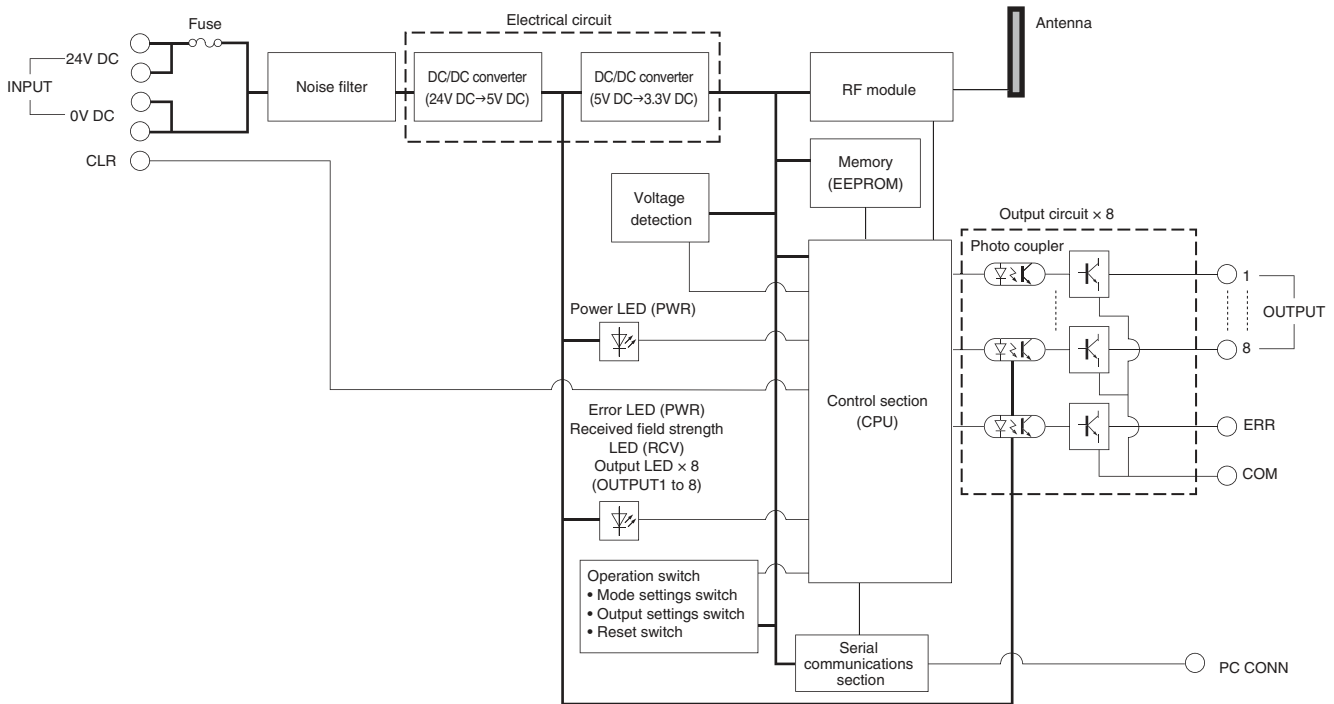 Electrical circuit
Fuse
Antenna
24V DC
INPUT
0V DC
CLR
Noise filter
DC/DC converter
(24V DC→5V DC)
DC/DC converter
(5V DC→3.3V DC)
RF module
Memory
(EEPROM)
Voltage
detection
Output circuit × 8
Photo coupler
1
OUTPUT
8
Power LED (PWR)
Control section
(CPU)
Error LED (PWR)
Received field strength
LED (RCV)
Output LED × 8
(OUTPUT1 to 8)
ERR
COM
Operation switch
• Mode settings switch
• Output settings switch
• Reset switch
Serial
communications
section
PC CONN